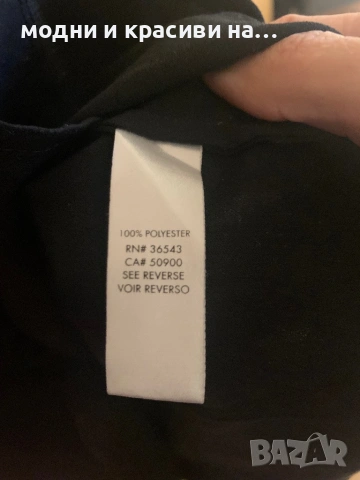 модни и красиви на...
100% POLYESTER
RN# 36543
CA# 50900
SEE REVERSE
VOIR REVERSO
BAZAR